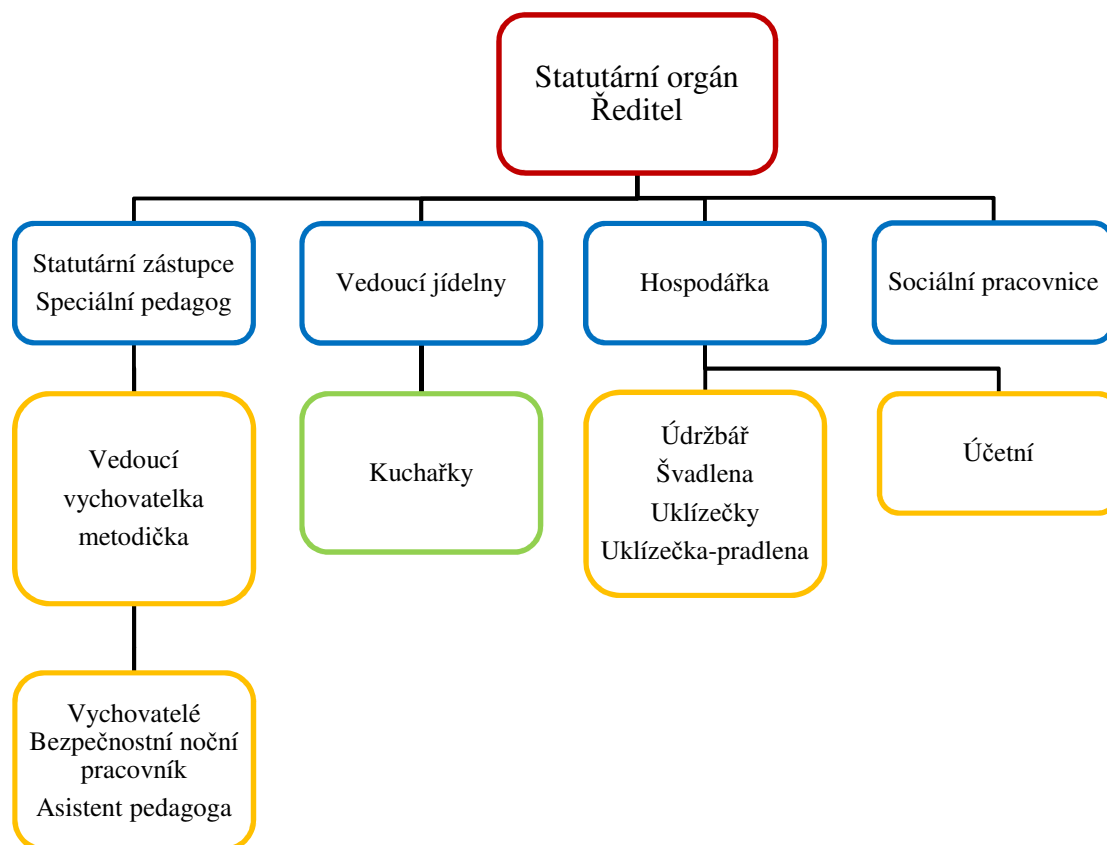 Statutární orgán
Ředitel
Statutární zástupce
Speciální pedagog
Vedoucí jídelny
Hospodářka
Sociální pracovnice
Vedoucí
vychovatelka
metodička
Kuchařky
Údržbář
Švadlena
Uklízečky
Uklízečka-pradlena
Účetní
Vychovatelé
Bezpečnostní noční
pracovník
Asistent pedagoga